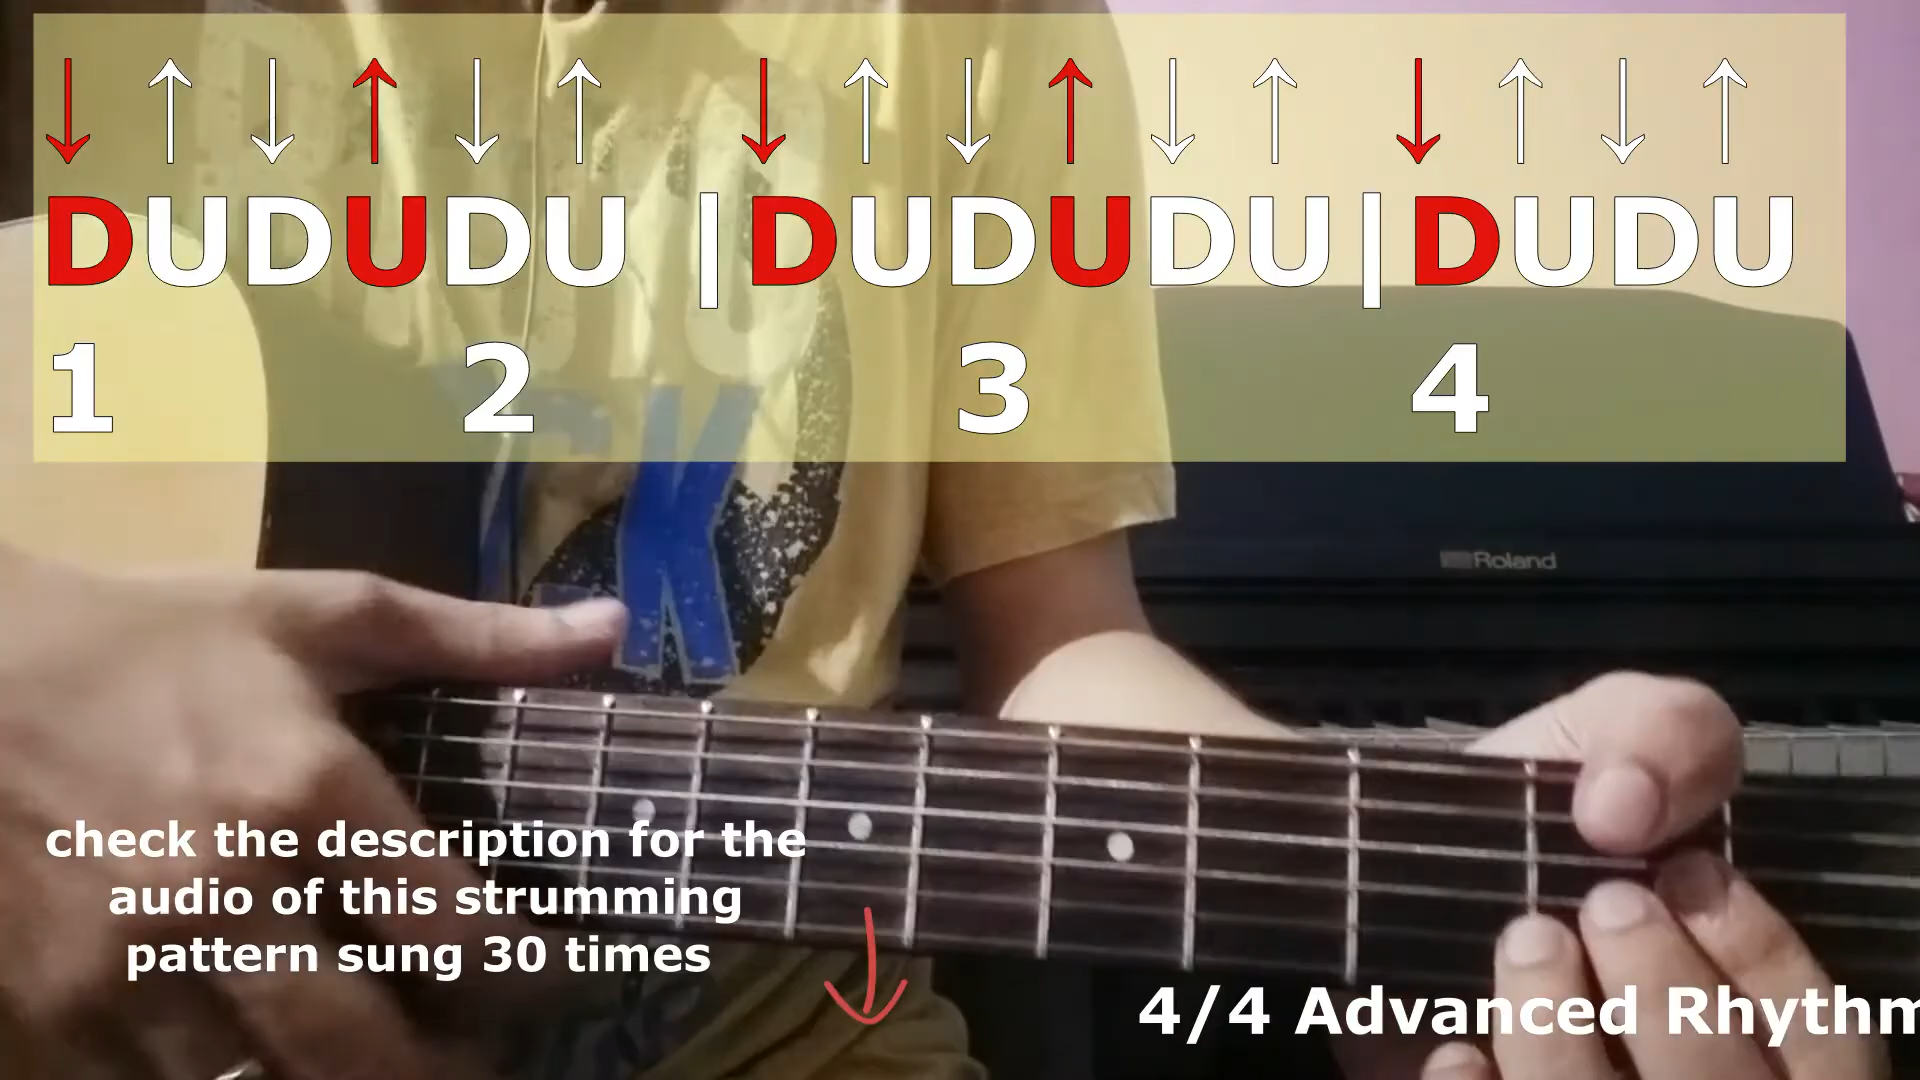 ↓ ↑ ↓ ↑ ↓ ↑ ↓ ↑ ↓ ↑ ↓ ↑ ↓ ↑ ↓ ↑
DUDUDU | DUDUDU | DUDU
1 2 3 4
Roland
check the description for the
audio of this strumming
pattern sung 30 times
4/4 Advanced Rhythm